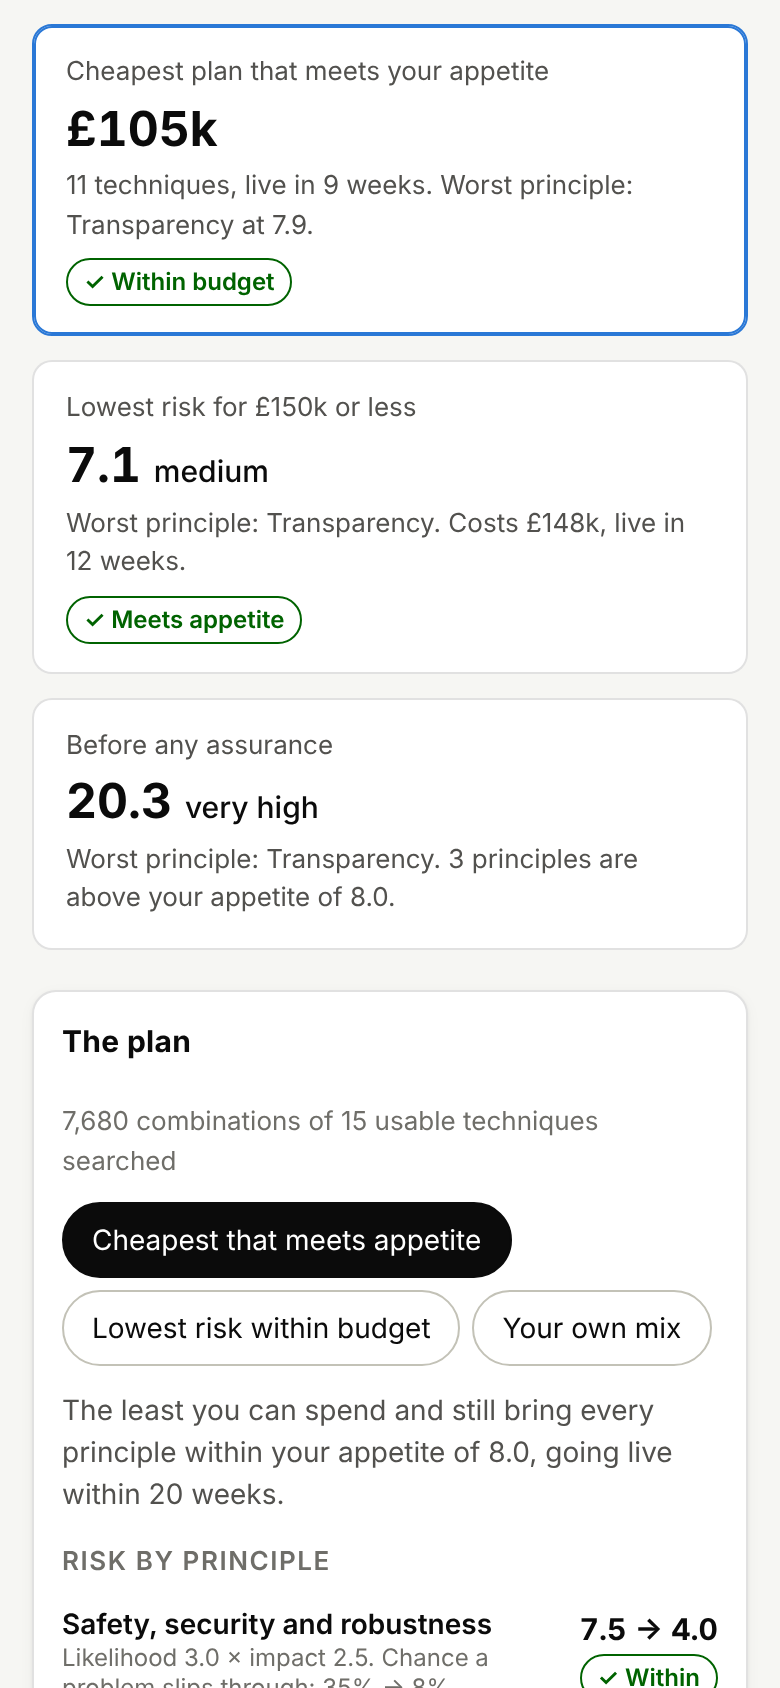 Cheapest plan that meets your appetite
£105k
11 techniques, live in 9 weeks. Worst principle:
Transparency at 7.9.
✓ Within budget
Lowest risk for £150k or less
7.1 medium
Worst principle: Transparency. Costs £148k, live in
12 weeks.
✓ Meets appetite
Before any assurance
20.3 very high
Worst principle: Transparency. 3 principles are
above your appetite of 8.0.
The plan
7,680 combinations of 15 usable techniques
searched
Cheapest that meets appetite
Lowest risk within budget
Your own mix
The least you can spend and still bring every
principle within your appetite of 8.0, going live
within 20 weeks.
RISK BY PRINCIPLE
Safety, security and robustness
7.5 → 4.0
Likelihood 3.0 × impact 2.5. Chance a
✓ Within
problem slips through: 35% → 8%